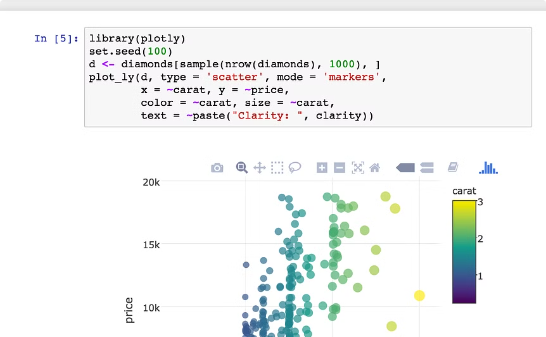 In [5]:
library(plotly)
set.seed(100)
d <- diamonds[sample(nrow(diamonds), 1000), ]
plot_ly(d, type = 'scatter', mode = 'markers',
x = ~carat, y = ~price,
color = ~carat, size = ~carat,
text = ~paste("Clarity: ", clarity))
20k
carat
3
15k
2
1
10k
price